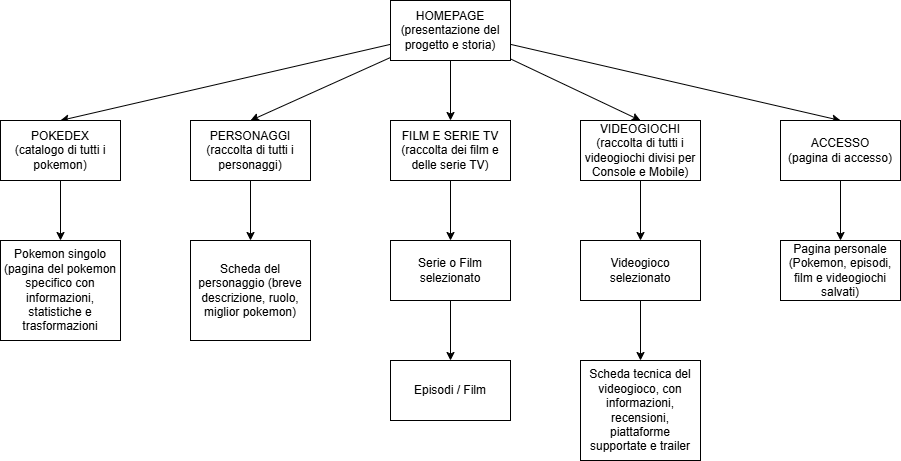 HOMEPAGE
(presentazione del
progetto e storia)
POKEDEX
(catalogo di tutti i
pokemon)
PERSONAGGI
(raccolta di tutti i
personaggi)
FILM E SERIE TV
(raccolta dei film e
delle serie TV)
VIDEOGIOCHI
(raccolta di tutti i
videogiochi divisi per
Console e Mobile)
ACCESSO
(pagina di accesso)
Pokemon singolo
(pagina del pokemon
specifico con
informazioni,
statistiche e
trasformazioni
Scheda del
personaggio (breve
descrizione, ruolo,
miglior pokemon)
Serie o Film
selezionato
Videogioco
selezionato
Pagina personale
(Pokemon, episodi,
film e videogiochi
salvati)
Episodi / Film
Scheda tecnica del
videogioco, con
informazioni,
recensioni,
piattaforme
supportate e trailer